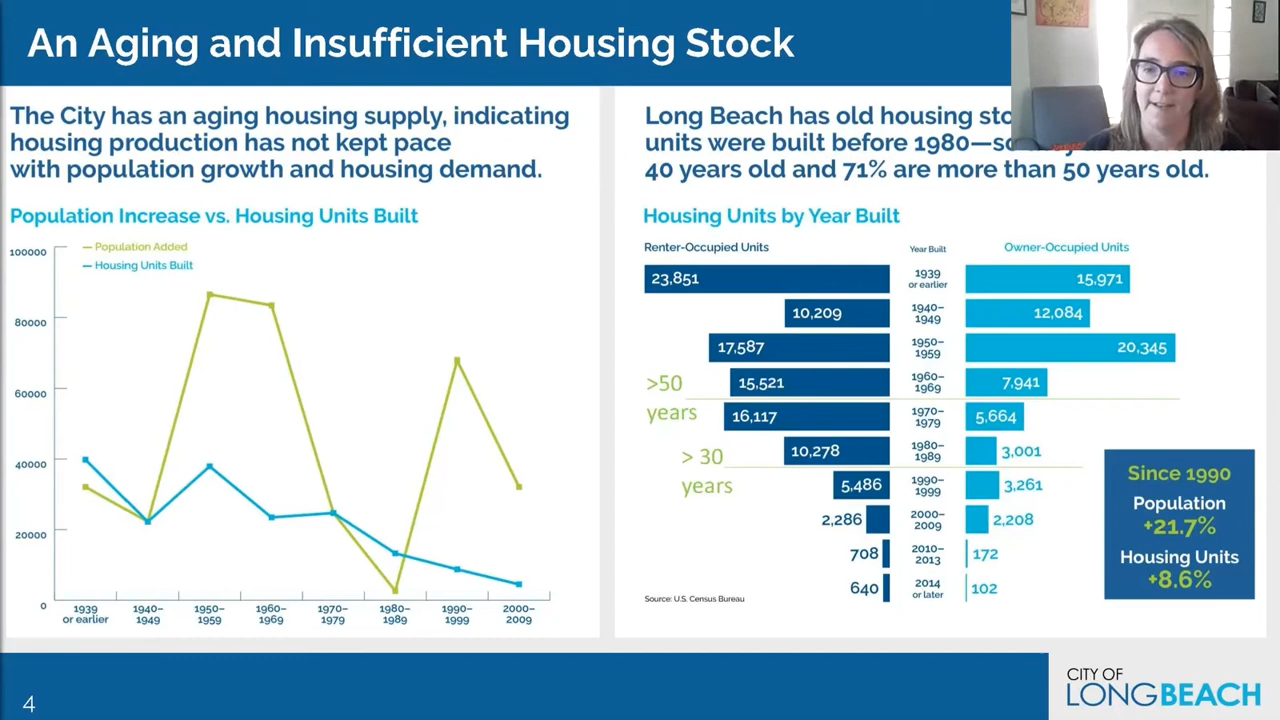 An Aging and Insufficient Housing Stock
The City has an aging housing supply, indicating
housing production has not kept pace
with population growth and housing demand.
Population Increase vs. Housing Units Built
100000
80000
60000
40000
20000
0
Population Added
Housing Units Built
1939
or earlier
1940–
1949
1950–
1959
1960–
1969
1970–
1979
1980–
1989
1990–
1999
2000–
2009
Long Beach has old housing
units were built before 1980—
40 years old and 71% are more than 50 years old.
Housing Units by Year Built
Renter-Occupied Units Year Built Owner-Occupied Units
23,851 1939 15,971
or earlier
10,209 1940– 12,084
1949
17,587 1950– 20,345
1959
15,521 1960– 7,941
1969
>50
years
16,117 1970– 5,664
1979
10,278 1980– 3,001
1989
> 30
years
5,486 1990– 3,261
1999
2,286 2000– 2,208
2009
708 2010– 172
2013
640 2014 102
or later
Source: U.S. Census Bureau
Since 1990
Population
+21.7%
Housing Units
+8.6%
4
CITY OF
LONGBEACH